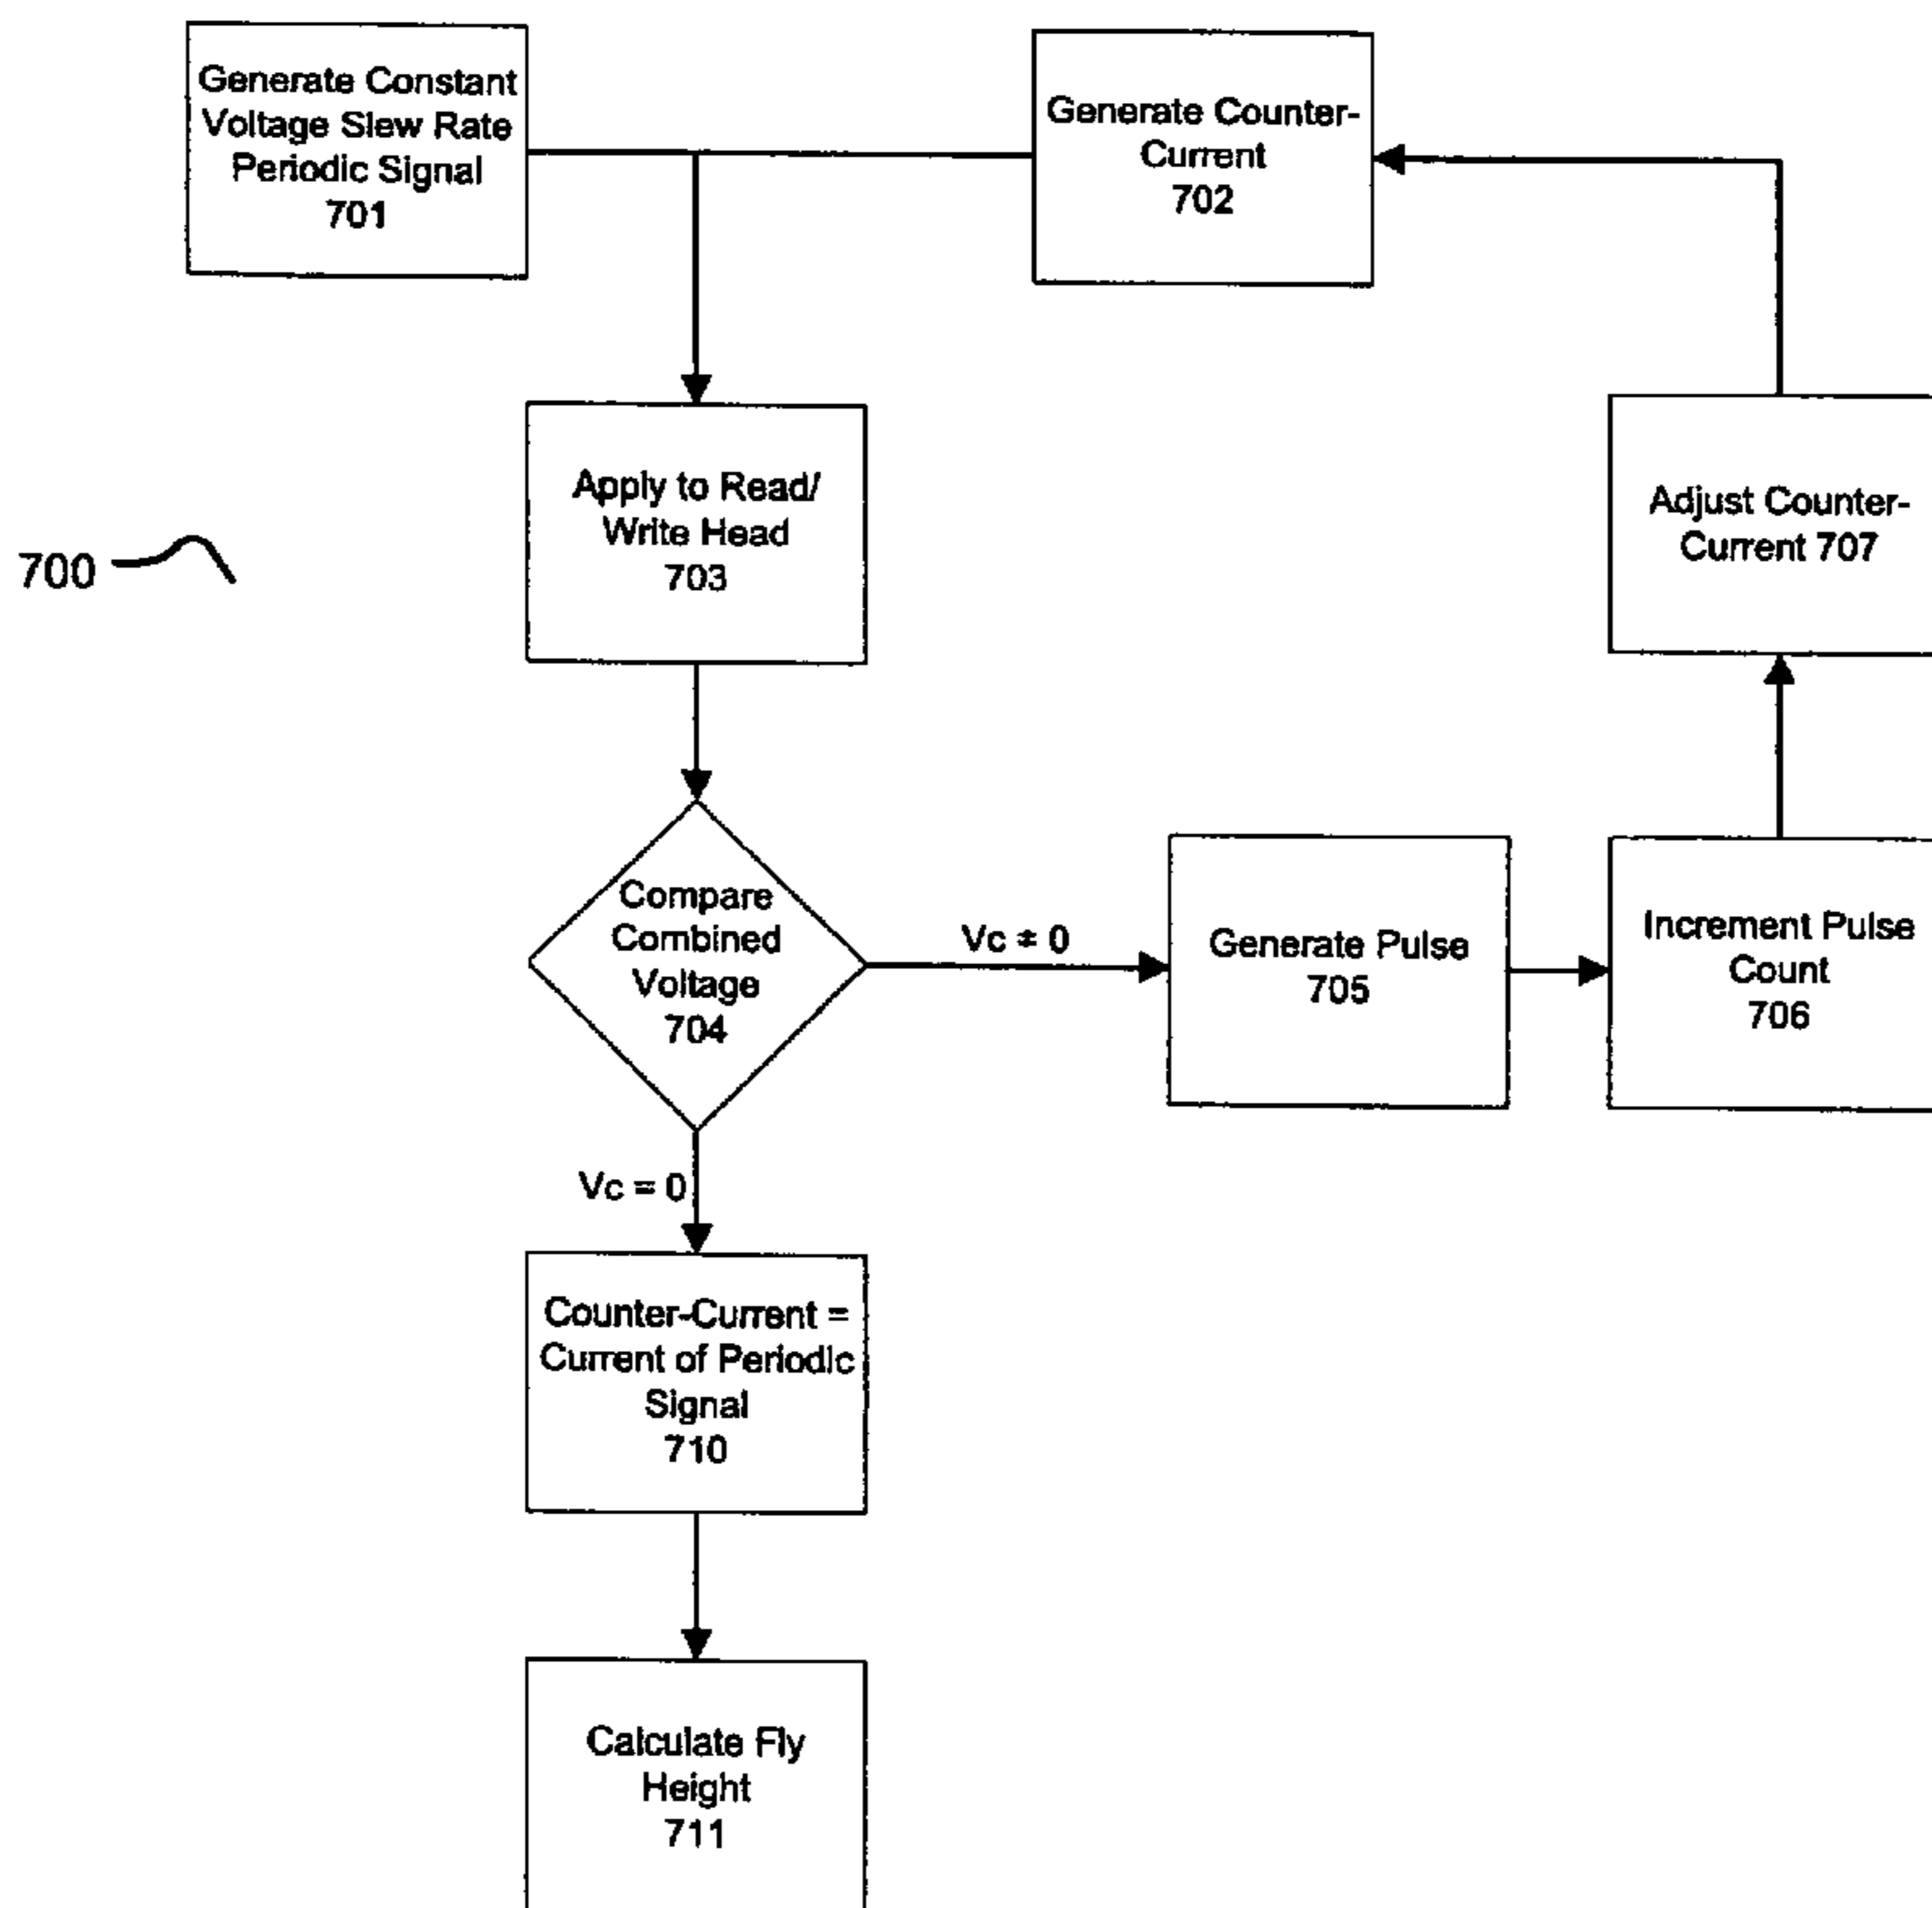 Generate Constant
Voltage Slew Rate
Periodic Signal
701
Generate Counter-
Current
702
Apply to Read/
Write Head
703
Adjust Counter-
Current 707
700
Compare
Combined
Voltage
704
Vc ≠ 0
Generate Pulse
705
Increment Pulse
Count
706
Vc = 0
Counter-Current =
Current of Periodic
Signal
710
Calculate Fly
Height
711